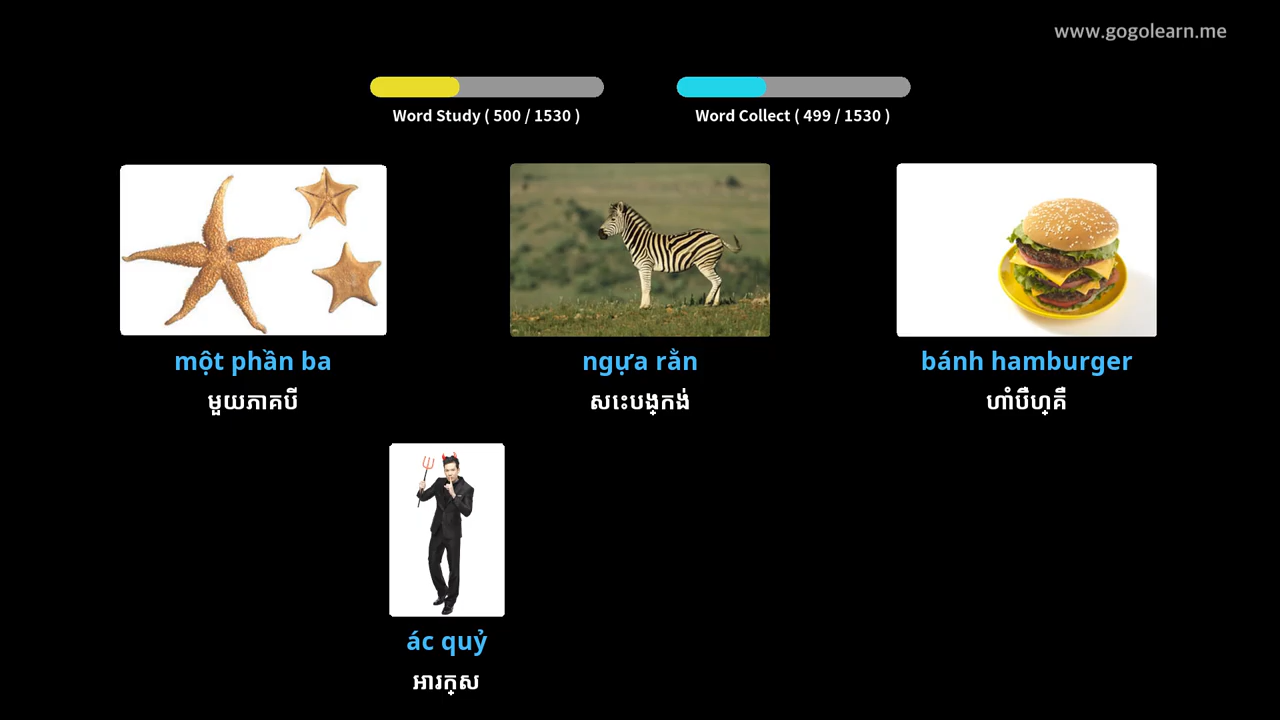 www.gogolearn.me
Word Study ( 500 / 1530 )
Word Collect ( 499 / 1530 )
một phần ba
មួយភាគបី
ngựa rằn
សេះបង្កង់
bánh hamburger
ហាំប៊ឺហ្គឺ
ác quỷ
អារក្ស